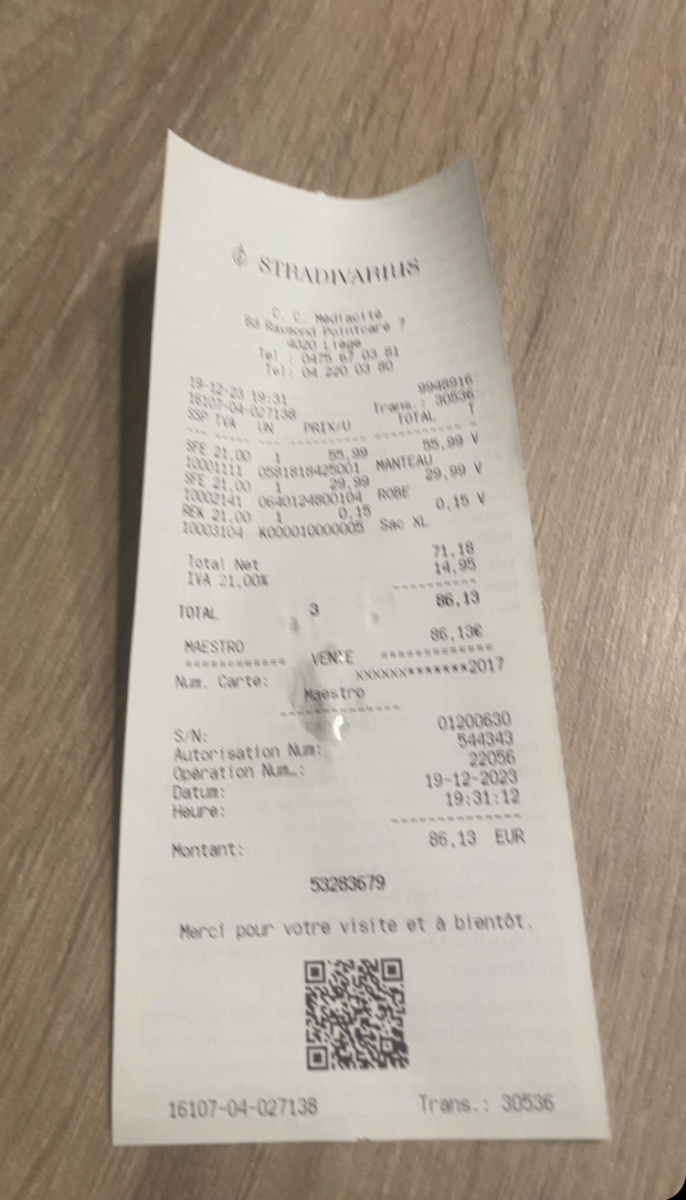 STRADIVARIUS
C. C. Médiacité
Bd Raymond Pointcaré 7
4020 Liège
Tel : 0475 67 03 81
Tel: 04 220 03 80
19-12-23 19:31 9948916
16107-04-027138 Trans.: 30536
SSP TVA UN PRIX/U TOTAL T
SFE 21,00 1 55,99 55,99 V
10001111 0581818425001 MANTEAU
SFE 21,00 1 29,99 29,99 V
10002141 0640124800104 ROBE
REK 21,00 1 0,15 0,15 V
10003104 K000010000005 Sac XL
Total Net 71,18
IVA 21,00% 14,95
TOTAL 3 86,13
MAESTRO 86,13€
============ VENTE =============
Num. Carte: XXXXXX*******2017
Maestro
S/N: 01200630
Autorisation Num: 544343
Opération Num..: 22056
Datum: 19-12-2023
Heure: 19:31:12
Montant: 86,13 EUR
53283679
Merci pour votre visite et à bientôt.
16107-04-027138 Trans.: 30536